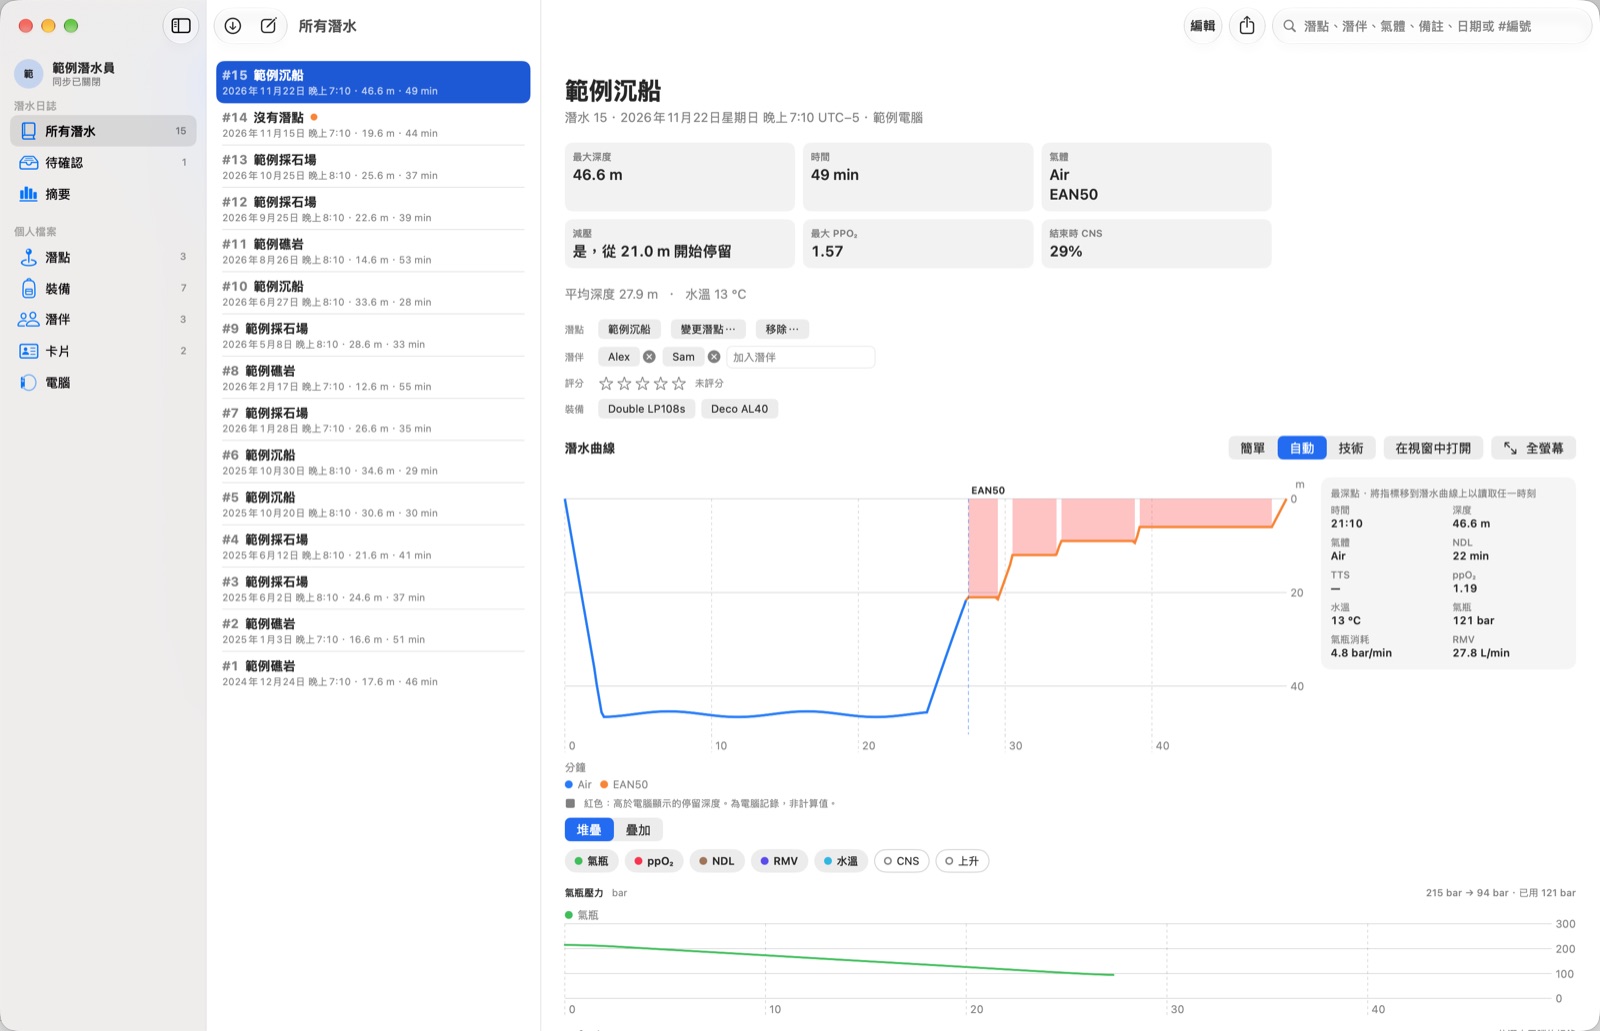 所有潛水
編輯
潛點、潛伴、氣體、備註、日期或 #編號
範
範例潛水員
同步已關閉
潛水日誌
所有潛水 15
待確認 1
摘要
個人檔案
潛點 3
裝備 7
潛伴 3
卡片 2
電腦
#15 範例沉船
2026年11月22日 晚上7:10 · 46.6 m · 49 min
#14 沒有潛點
2026年11月15日 晚上7:10 · 19.6 m · 44 min
#13 範例採石場
2026年10月25日 晚上8:10 · 25.6 m · 37 min
#12 範例採石場
2026年9月25日 晚上8:10 · 22.6 m · 39 min
#11 範例礁岩
2026年8月26日 晚上8:10 · 14.6 m · 53 min
#10 範例沉船
2026年6月27日 晚上8:10 · 33.6 m · 28 min
#9 範例採石場
2026年5月8日 晚上8:10 · 28.6 m · 33 min
#8 範例礁岩
2026年2月17日 晚上7:10 · 12.6 m · 55 min
#7 範例採石場
2026年1月28日 晚上7:10 · 26.6 m · 35 min
#6 範例沉船
2025年10月30日 晚上8:10 · 34.6 m · 29 min
#5 範例沉船
2025年10月20日 晚上8:10 · 30.6 m · 30 min
#4 範例採石場
2025年6月12日 晚上8:10 · 21.6 m · 41 min
#3 範例採石場
2025年6月2日 晚上8:10 · 24.6 m · 37 min
#2 範例礁岩
2025年1月3日 晚上7:10 · 16.6 m · 51 min
#1 範例礁岩
2024年12月24日 晚上7:10 · 17.6 m · 46 min
範例沉船
潛水 15 · 2026年11月22日星期日 晚上7:10 UTC−5 · 範例電腦
最大深度
46.6 m
時間
49 min
氣體
Air
EAN50
減壓
是，從 21.0 m 開始停留
最大 PPO₂
1.57
結束時 CNS
29%
平均深度 27.9 m · 水溫 13 °C
潛點 範例沉船 變更潛點… 移除…
潛伴 Alex Sam 加入潛伴
評分 未評分
裝備 Double LP108s Deco AL40
潛水曲線
簡單 自動 技術 在視窗中打開 全螢幕
EAN50
m
0
20
40
0 10 20 30 40
分鐘
Air EAN50
紅色：高於電腦顯示的停留深度。為電腦記錄，非計算值。
最深點 · 將指標移到潛水曲線上以讀取任一時刻
時間 深度
21:10 46.6 m
氣體 NDL
Air 22 min
TTS ppO₂
— 1.19
水溫 氣瓶
13 °C 121 bar
氣瓶消耗 RMV
4.8 bar/min 27.8 L/min
堆疊 疊加
氣瓶 ppO₂ NDL RMV 水溫 CNS 上升
氣瓶壓力 bar
215 bar → 94 bar · 已用 121 bar
氣瓶
300
200
100
0
0 10 20 30 40